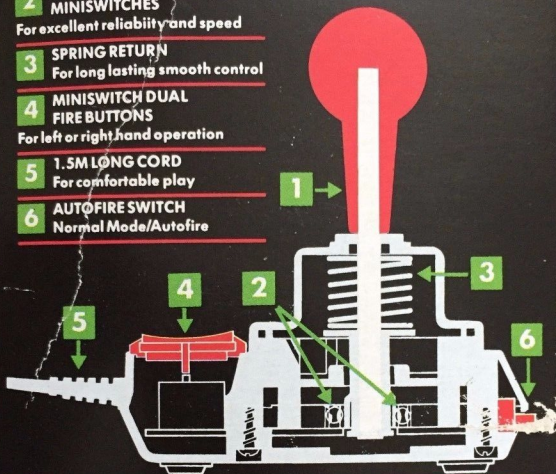 2 MINISWITCHES
For excellent reliabiity and speed
3 SPRING RETURN
For long lasting smooth control
4 MINISWITCH DUAL
FIRE BUTTONS
For left or right hand operation
5 1.5M LONG CORD
For comfortable play
6 AUTOFIRE SWITCH
Normal Mode/Autofire
1
2
3
4
5
6